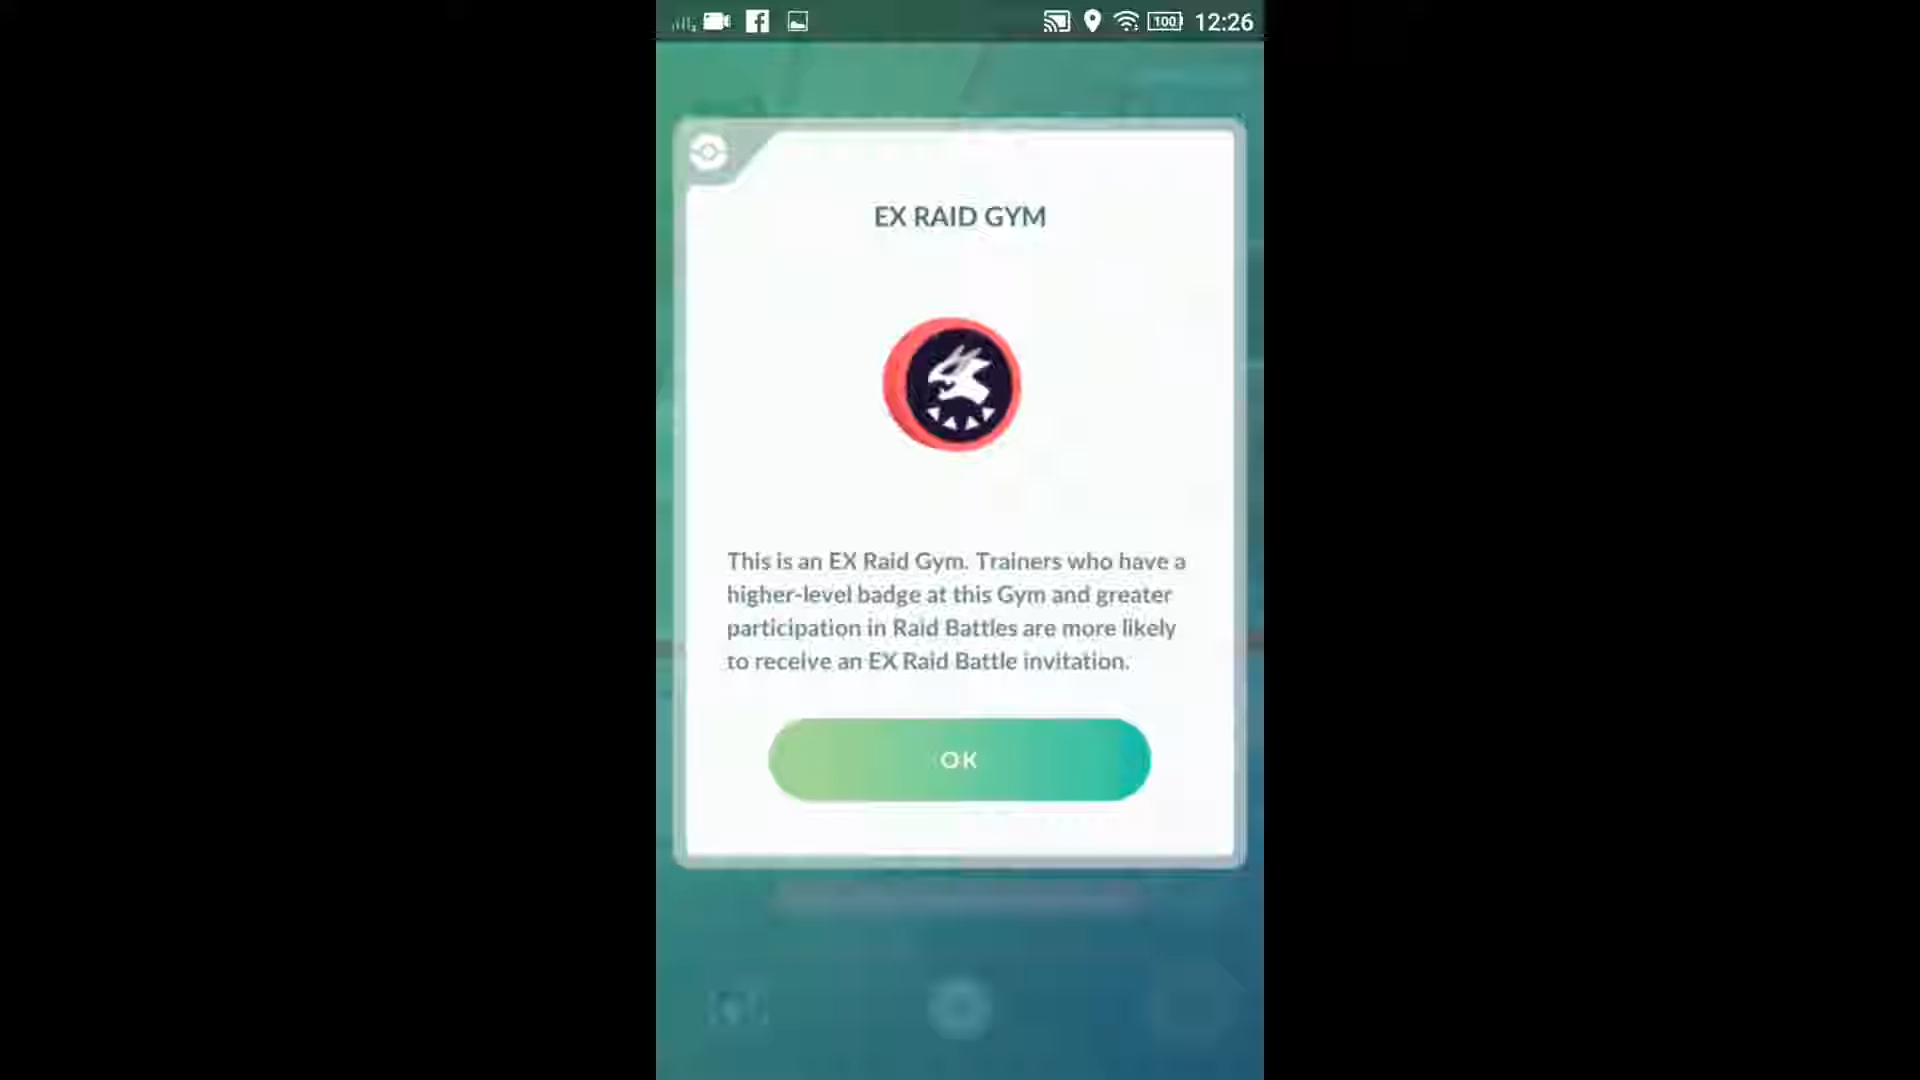 100 12:26
EX RAID GYM
This is an EX Raid Gym. Trainers who have a
higher-level badge at this Gym and greater
participation in Raid Battles are more likely
to receive an EX Raid Battle invitation.
OK